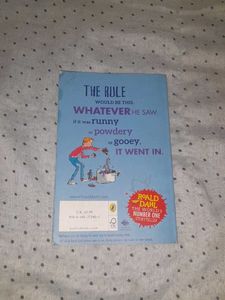 THE RULE
WOULD BE THIS:
WHATEVER HE SAW,
if it was runny
or powdery
or gooey,
IT WENT IN.
ROALD
DAHL
THE WORLD'S
NUMBER ONE
STORYTELLER